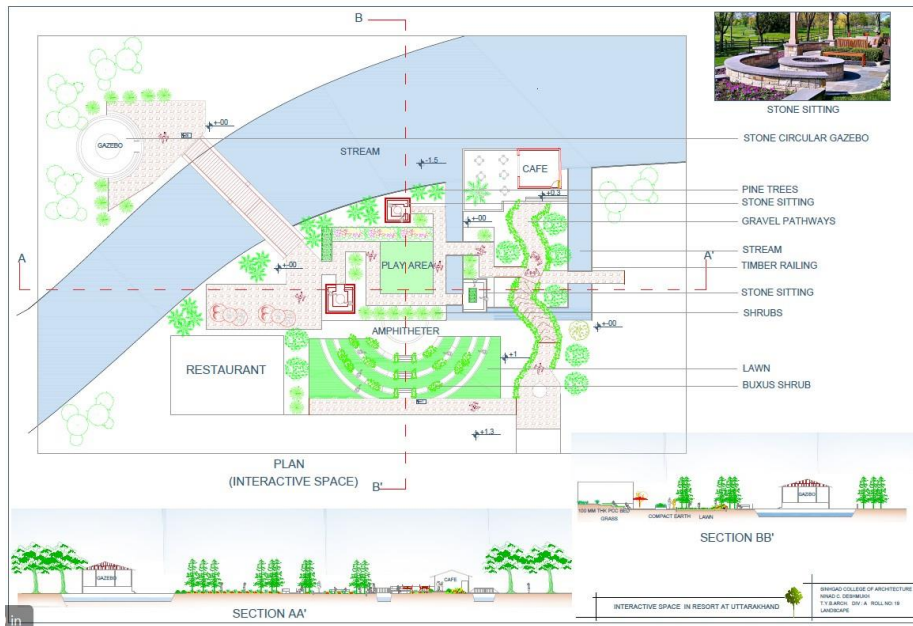 B
STONE SITTING
STONE CIRCULAR GAZEBO
+-00
GAZEBO
STREAM
-1.5
CAFE
PINE TREES
+0.3
STONE SITTING
+-00
GRAVEL PATHWAYS
STREAM
A
+-00
PLAY AREA
A'
TIMBER RAILING
STONE SITTING
SHRUBS
AMPHITHETER
+-00
RESTAURANT
+1
LAWN
BUXUS SHRUB
+1.3
PLAN
(INTERACTIVE SPACE)
B'
GAZEBO
100 MM THK PCC BED
GRASS
COMPACT EARTH
LAWN
SECTION BB'
GAZEBO
CAFE
SECTION AA'
in
INTERACTIVE SPACE IN RESORT AT UTTARAKHAND
SINHGAD COLLEGE OF ARCHITECTURE
NINAD C. DESHMUKH
T.Y.B.ARCH. DIV : A ROLL NO: 18
LANDSCAPE